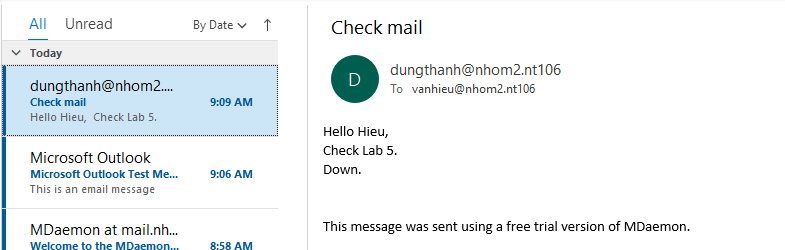 All Unread By Date ↑
Today
dungthanh@nhom2....
Check mail 9:09 AM
Hello Hieu, Check Lab 5.
Microsoft Outlook
Microsoft Outlook Test Me... 9:06 AM
This is an email message
MDaemon at mail.nh...
Welcome to the MDaemon... 8:58 AM
Check mail
D
dungthanh@nhom2.nt106
To vanhieu@nhom2.nt106
Hello Hieu,
Check Lab 5.
Down.
This message was sent using a free trial version of MDaemon.